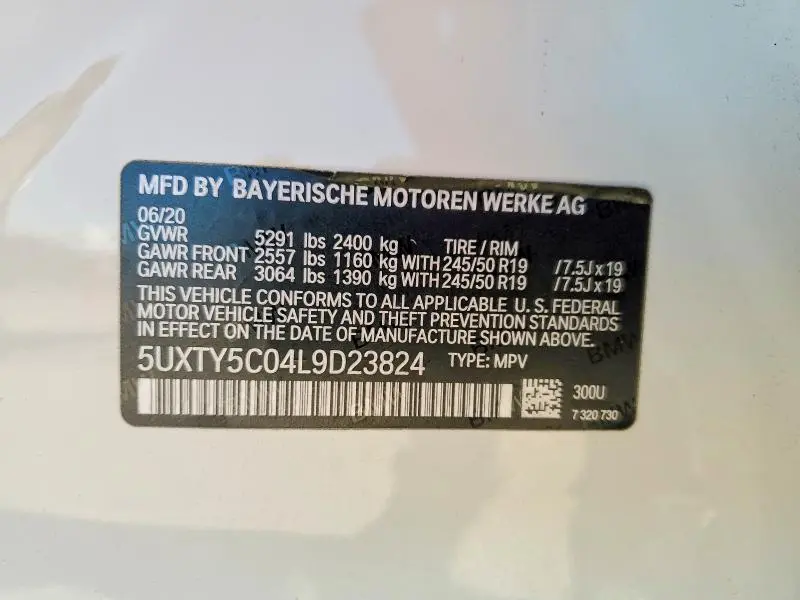 MFD BY BAYERISCHE MOTOREN WERKE AG
06/20
GVWR 5291 lbs 2400 kg TIRE / RIM
GAWR FRONT 2557 lbs 1160 kg WITH 245/50 R19 /7.5J x 19
GAWR REAR 3064 lbs 1390 kg WITH 245/50 R19 /7.5J x 19
THIS VEHICLE CONFORMS TO ALL APPLICABLE U. S. FEDERAL
MOTOR VEHICLE SAFETY AND THEFT PREVENTION STANDARDS
IN EFFECT ON THE DATE OF MANUFACTURE SHOWN ABOVE.
5UXTY5C04L9D23824 TYPE: MPV
300U
7 320 730